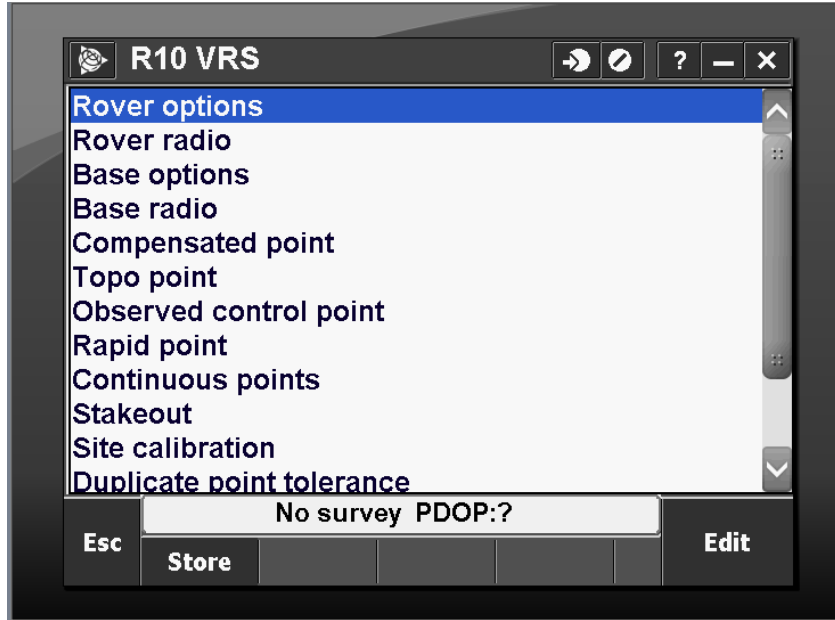 R10 VRS ? – ×
Rover options
Rover radio
Base options
Base radio
Compensated point
Topo point
Observed control point
Rapid point
Continuous points
Stakeout
Site calibration
Duplicate point tolerance
No survey PDOP:?
Esc
Store
Edit